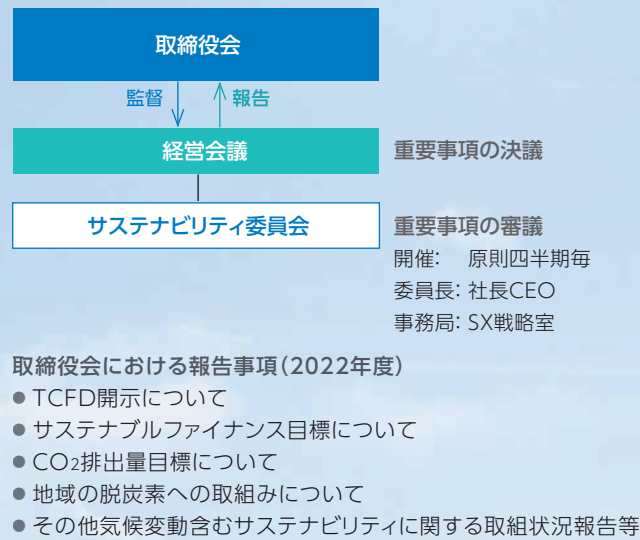 取締役会
監督 報告
経営会議 重要事項の決議
サステナビリティ委員会 重要事項の審議
開催: 原則四半期毎
委員長: 社長CEO
事務局: SX戦略室
取締役会における報告事項(2022年度)
● TCFD開示について
● サステナブルファイナンス目標について
● CO2排出量目標について
● 地域の脱炭素への取組みについて
● その他気候変動含むサステナビリティに関する取組状況報告等